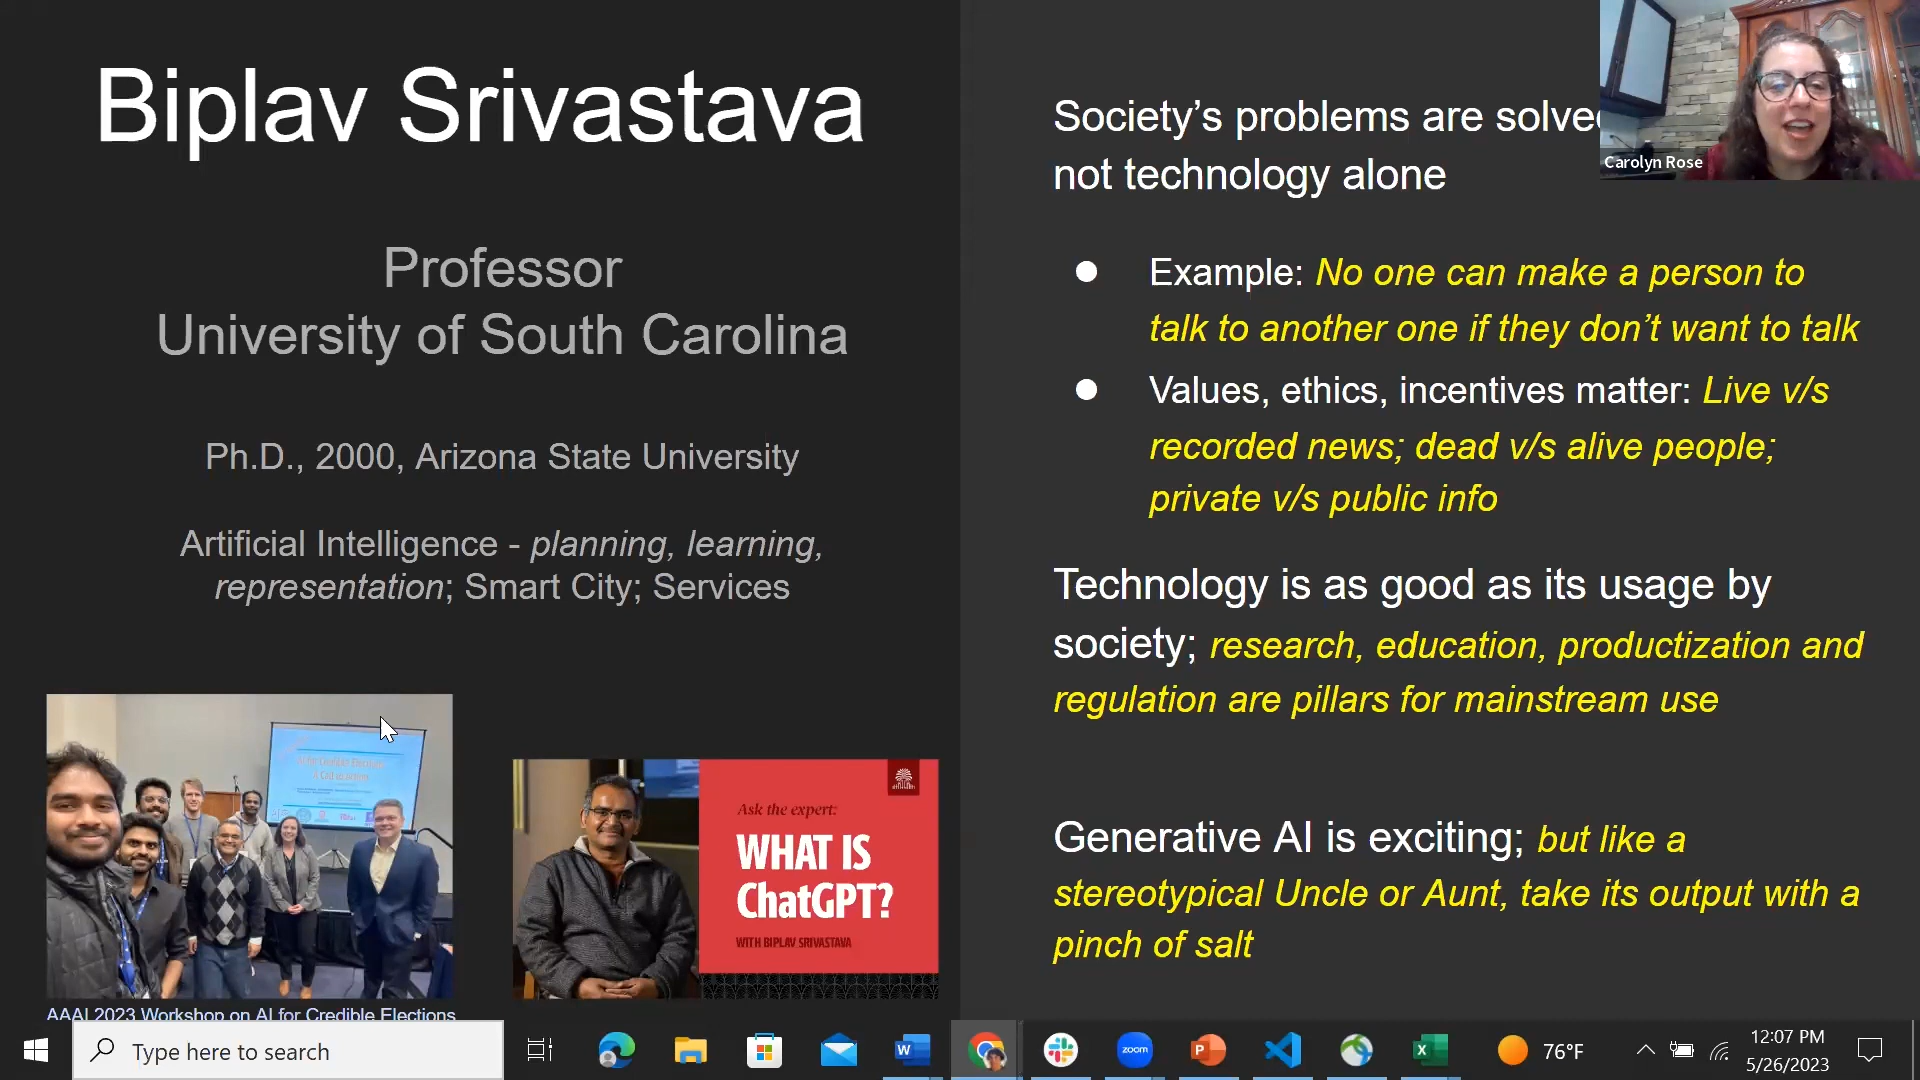 Biplav Srivastava
Professor
University of South Carolina
Ph.D., 2000, Arizona State University
Artificial Intelligence - planning, learning,
representation; Smart City; Services
AAAI 2023 Workshop on AI for Credible Elections
Ask the expert:
WHAT IS
ChatGPT?
WITH BIPLAV SRIVASTAVA
Society's problems are solved
not technology alone
● Example: No one can make a person to
talk to another one if they don't want to talk
● Values, ethics, incentives matter: Live v/s
recorded news; dead v/s alive people;
private v/s public info
Technology is as good as its usage by
society; research, education, productization and
regulation are pillars for mainstream use
Generative AI is exciting; but like a
stereotypical Uncle or Aunt, take its output with a
pinch of salt
Carolyn Rose
Type here to search
zoom
76°F
12:07 PM
5/26/2023